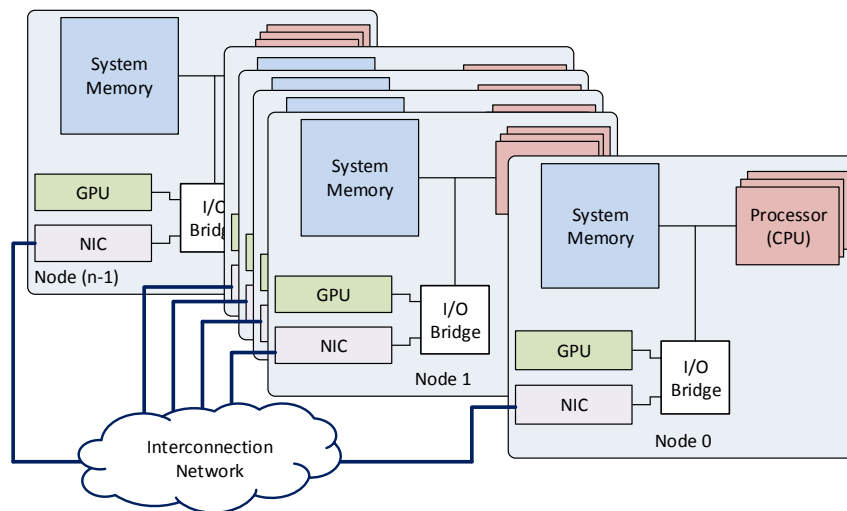 System
Memory
GPU
I/O
Bridg
NIC
Node (n-1)
System
Memory
GPU
I/O
Bridge
NIC
Node 1
System
Memory
Processor
(CPU)
GPU
I/O
Bridge
NIC
Node 0
Interconnection
Network